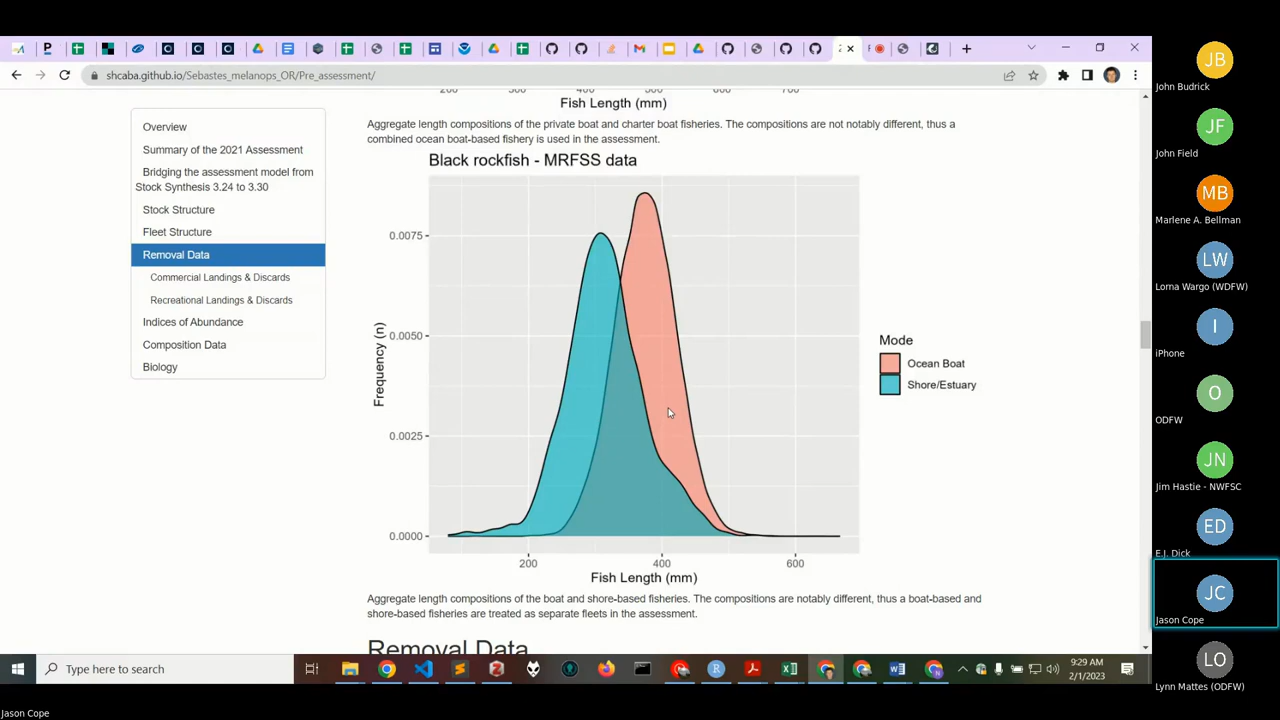 shcaba.github.io/Sebastes_melanops_OR/Pre_assessment/
Overview
Summary of the 2021 Assessment
Bridging the assessment model from
Stock Synthesis 3.24 to 3.30
Stock Structure
Fleet Structure
Removal Data
Commercial Landings & Discards
Recreational Landings & Discards
Indices of Abundance
Composition Data
Biology
Fish Length (mm)
Aggregate length compositions of the private boat and charter boat fisheries. The compositions are not notably different, thus a
combined ocean boat-based fishery is used in the assessment.
Black rockfish - MRFSS data
0.0075
0.0050
0.0025
0.0000
Frequency (n)
200
400
600
Fish Length (mm)
Mode
Ocean Boat
Shore/Estuary
Aggregate length compositions of the boat and shore-based fisheries. The compositions are notably different, thus a boat-based and
shore-based fisheries are treated as separate fleets in the assessment.
Removal Data
Type here to search
9:29 AM
2/1/2023
JB
John Budrick
JF
John Field
MB
Marlene A. Bellman
LW
Lorna Wargo (WDFW)
I
iPhone
O
ODFW
JN
Jim Hastie - NWFSC
ED
E.J. Dick
JC
Jason Cope
LO
Lynn Mattes (ODFW)
Jason Cope